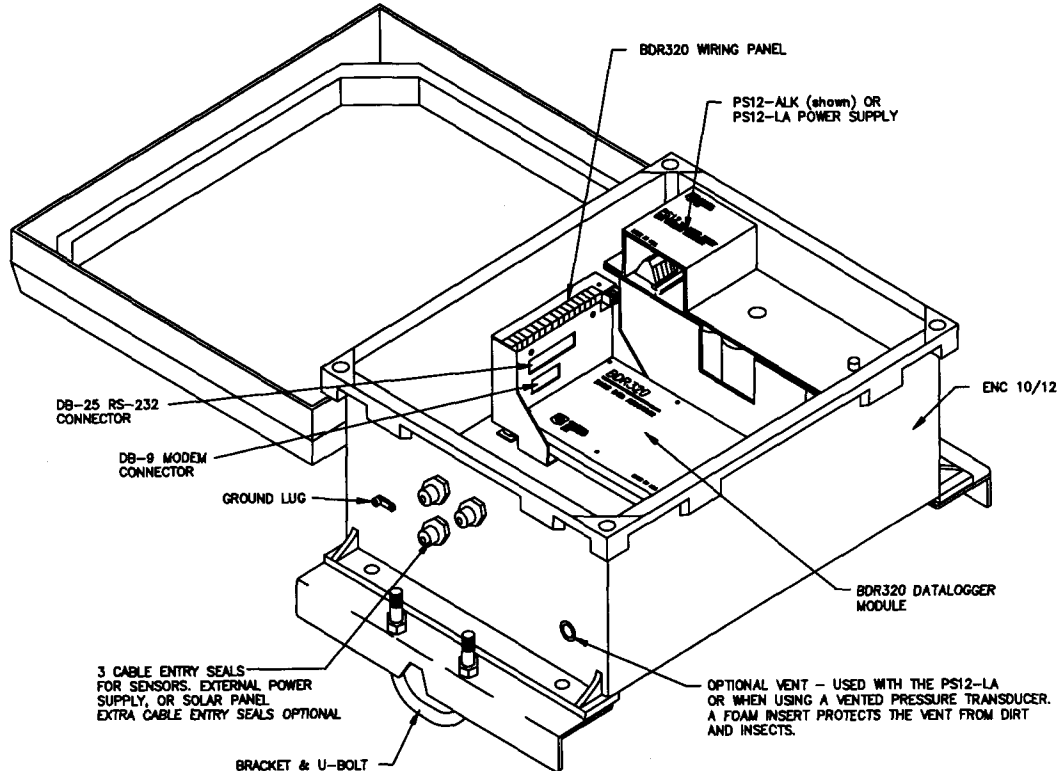 BDR320 WIRING PANEL
PS12-ALK (shown) OR
PS12-LA POWER SUPPLY
DB-25 RS-232
CONNECTOR
ENC 10/12
DB-9 MODEM
CONNECTOR
GROUND LUG
BDR320
BDR320 DATALOGGER
MODULE
3 CABLE ENTRY SEALS
FOR SENSORS. EXTERNAL POWER
SUPPLY, OR SOLAR PANEL
EXTRA CABLE ENTRY SEALS OPTIONAL
OPTIONAL VENT – USED WITH THE PS12-LA
OR WHEN USING A VENTED PRESSURE TRANSDUCER.
A FOAM INSERT PROTECTS THE VENT FROM DIRT
AND INSECTS.
BRACKET & U-BOLT